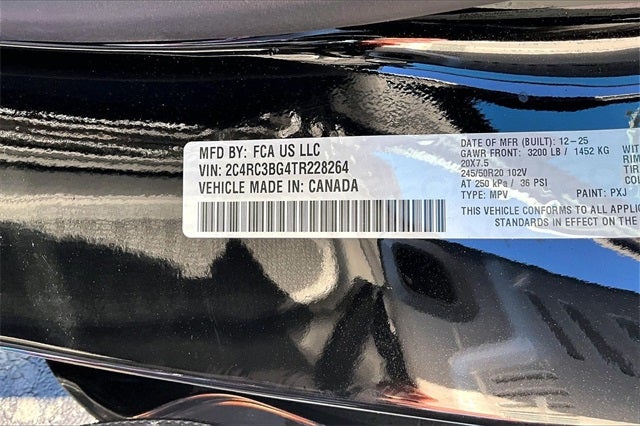 MFD BY: FCA US LLC
VIN: 2C4RC3BG4TR228264
VEHICLE MADE IN: CANADA
DATE OF MFR (BUILT): 12-25
GAWR FRONT: 3200 LB / 1452 KG
20X7.5
245/50R20 102V
AT 250 kPa / 36 PSI
TYPE: MPV PAINT: PXJ
THIS VEHICLE CONFORMS TO ALL APPLIC
STANDARDS IN EFFECT ON THE